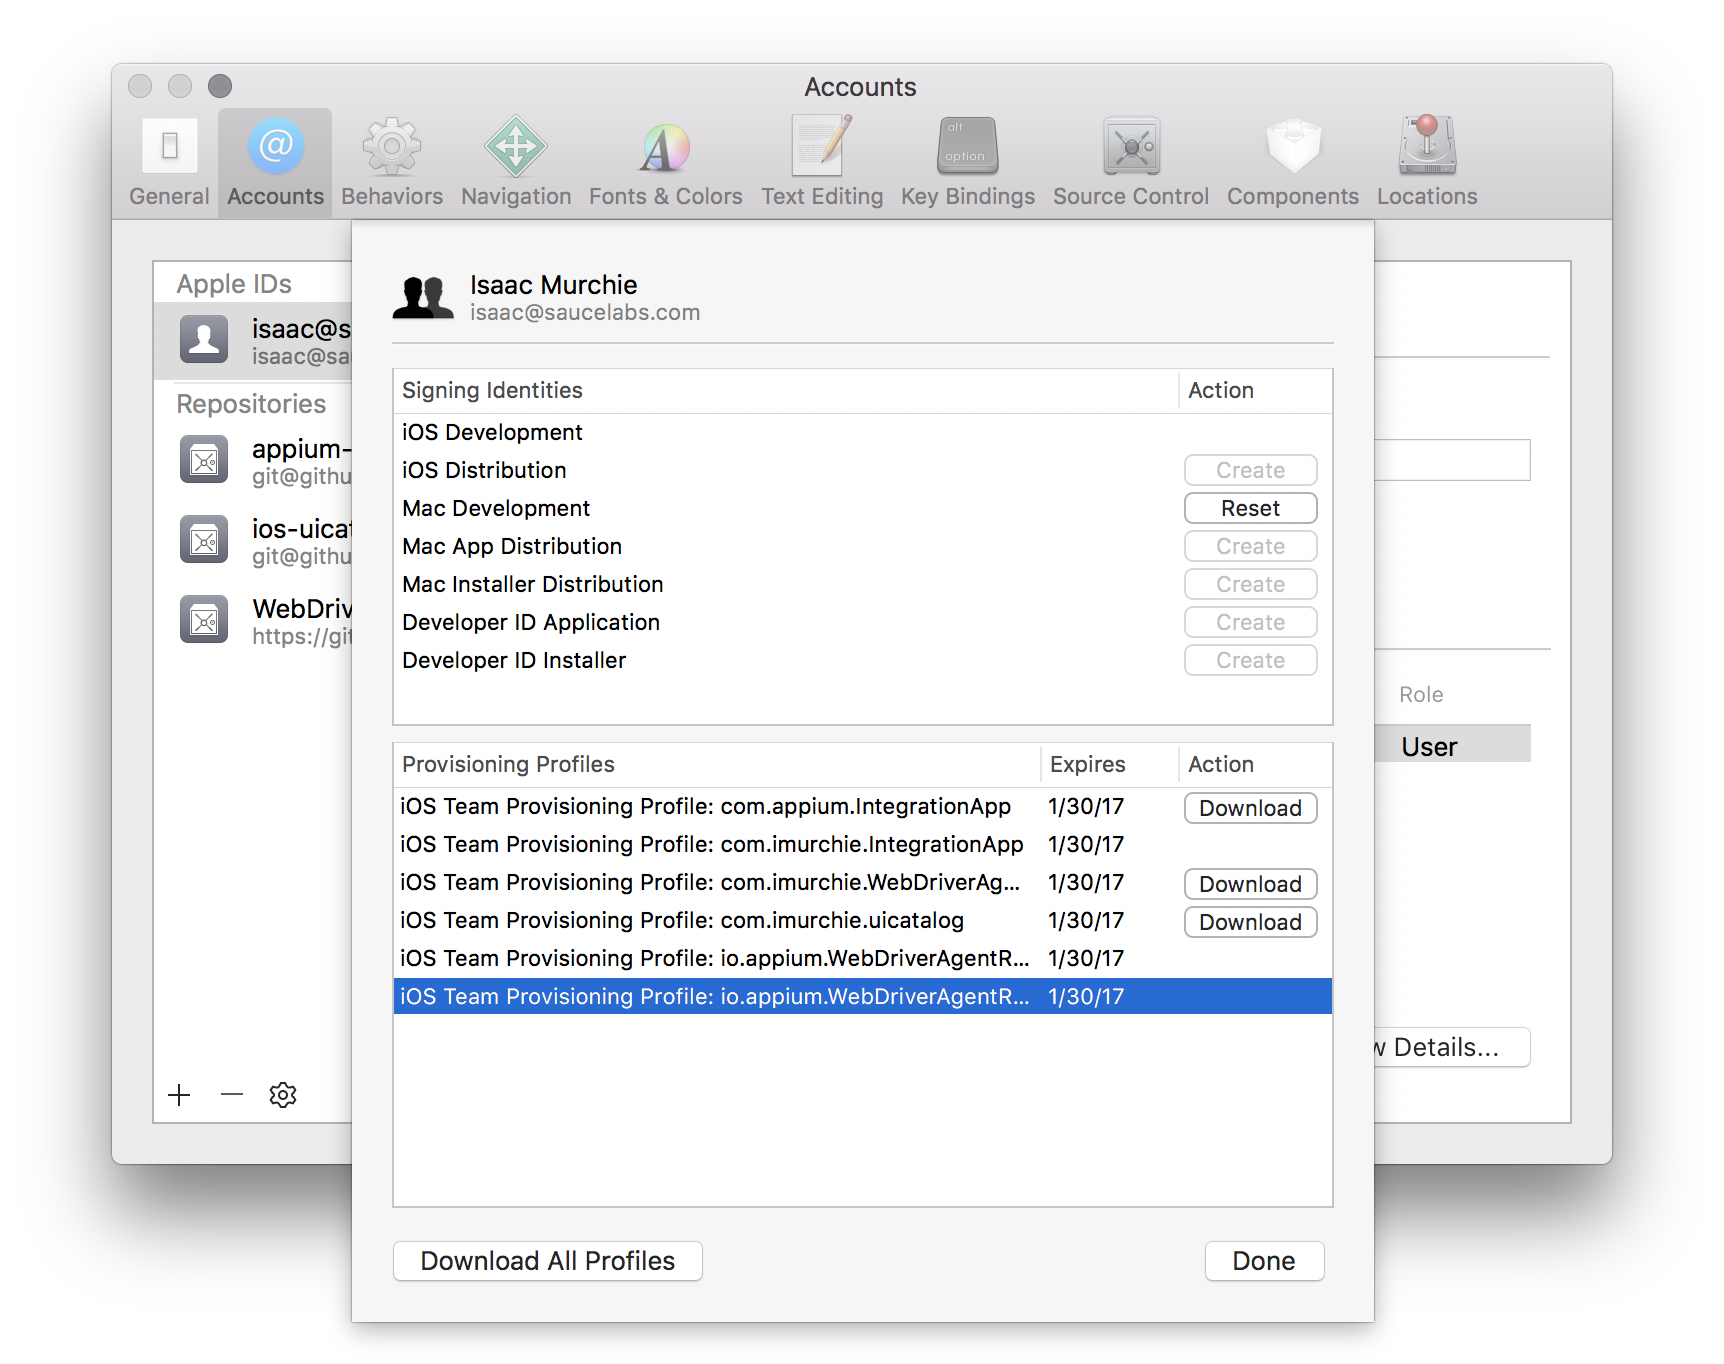 Accounts
General
Accounts
Behaviors
Navigation
Fonts & Colors
Text Editing
alt
option
Key Bindings
Source Control
Components
Locations
Apple IDs
isaac@s
isaac@sa
Repositories
appium-
git@githu
ios-uicat
git@githu
WebDriv
https://git
Isaac Murchie
isaac@saucelabs.com
Signing Identities Action
iOS Development
iOS Distribution Create
Mac Development Reset
Mac App Distribution Create
Mac Installer Distribution Create
Developer ID Application Create
Developer ID Installer Create
Provisioning Profiles Expires Action
iOS Team Provisioning Profile: com.appium.IntegrationApp 1/30/17 Download
iOS Team Provisioning Profile: com.imurchie.IntegrationApp 1/30/17
iOS Team Provisioning Profile: com.imurchie.WebDriverAg... 1/30/17 Download
iOS Team Provisioning Profile: com.imurchie.uicatalog 1/30/17 Download
iOS Team Provisioning Profile: io.appium.WebDriverAgentR... 1/30/17
iOS Team Provisioning Profile: io.appium.WebDriverAgentR... 1/30/17
Download All Profiles
Done
Role
User
w Details...